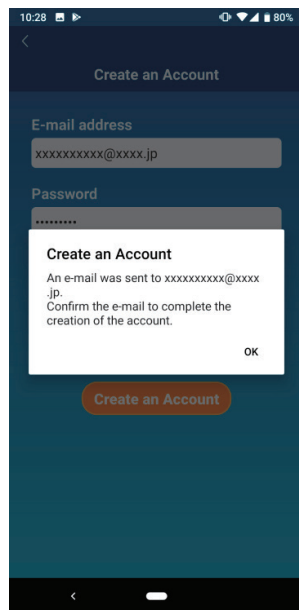 10:28 80%
Create an Account
E-mail address
xxxxxxxxxx@xxxx.jp
Password
•••••••••
Create an Account
An e-mail was sent to xxxxxxxxxx@xxxx
.jp.
Confirm the e-mail to complete the
creation of the account.
OK
Create an Account